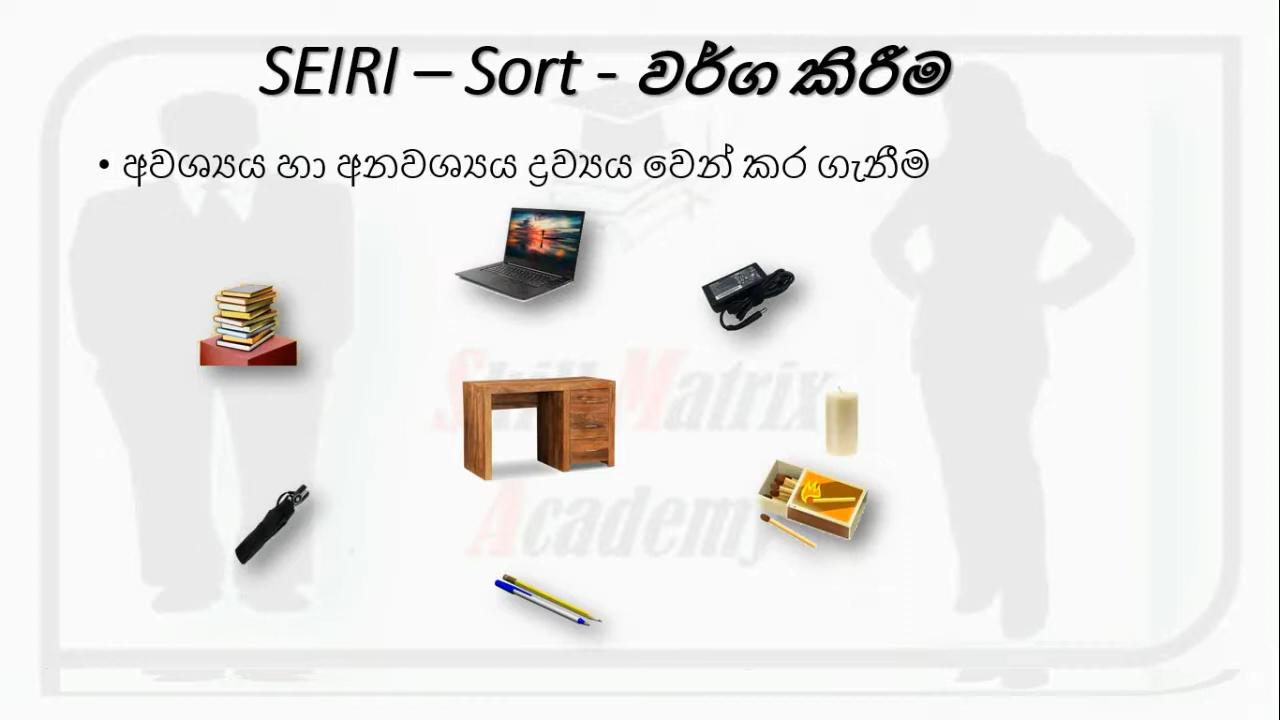 SEIRI – Sort - වර්ග කිරීම
• අවශ්‍යය හා අනවශ්‍යය ද්‍රව්‍යය වෙන් කර ගැනීම
Skill Matrix
Academy